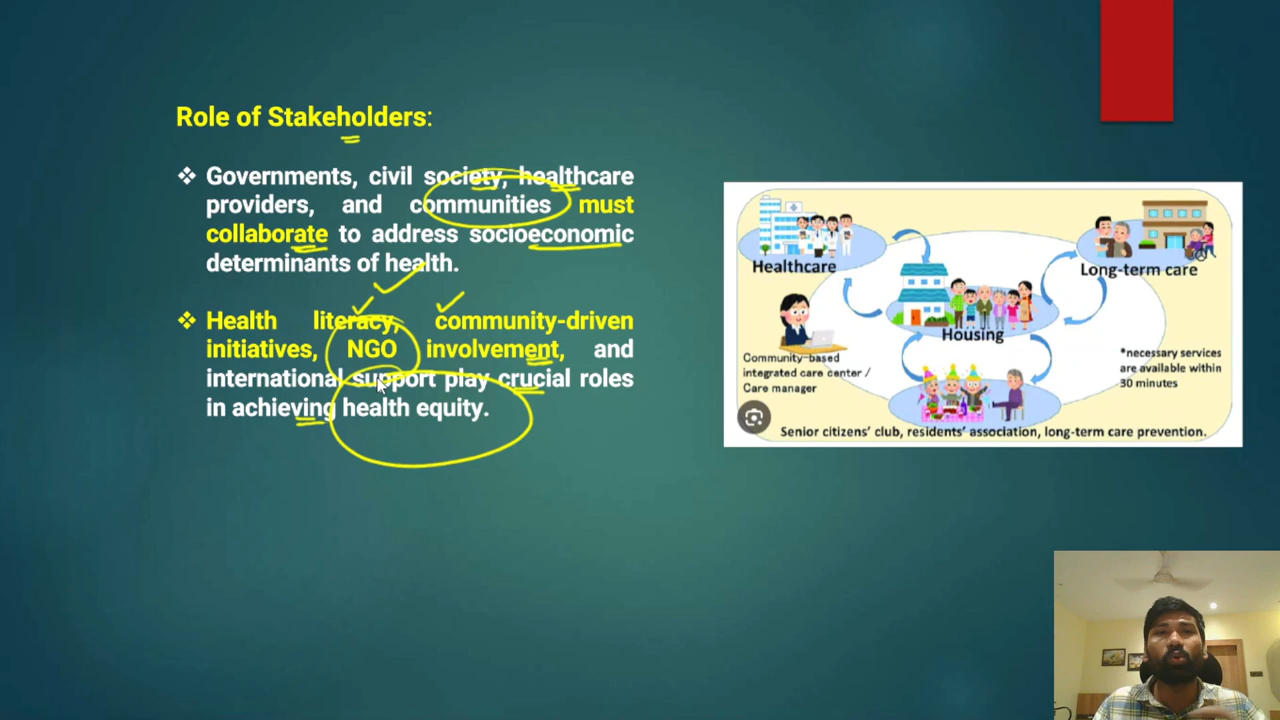 Role of Stakeholders:
❖ Governments, civil society, healthcare
providers, and communities must
collaborate to address socioeconomic
determinants of health.
❖ Health literacy, community-driven
initiatives, NGO involvement, and
international support play crucial roles
in achieving health equity.
Healthcare
Long-term care
Housing
Community-based
integrated care center /
Care manager
*necessary services
are available within
30 minutes
Senior citizens' club, residents' association, long-term care prevention.